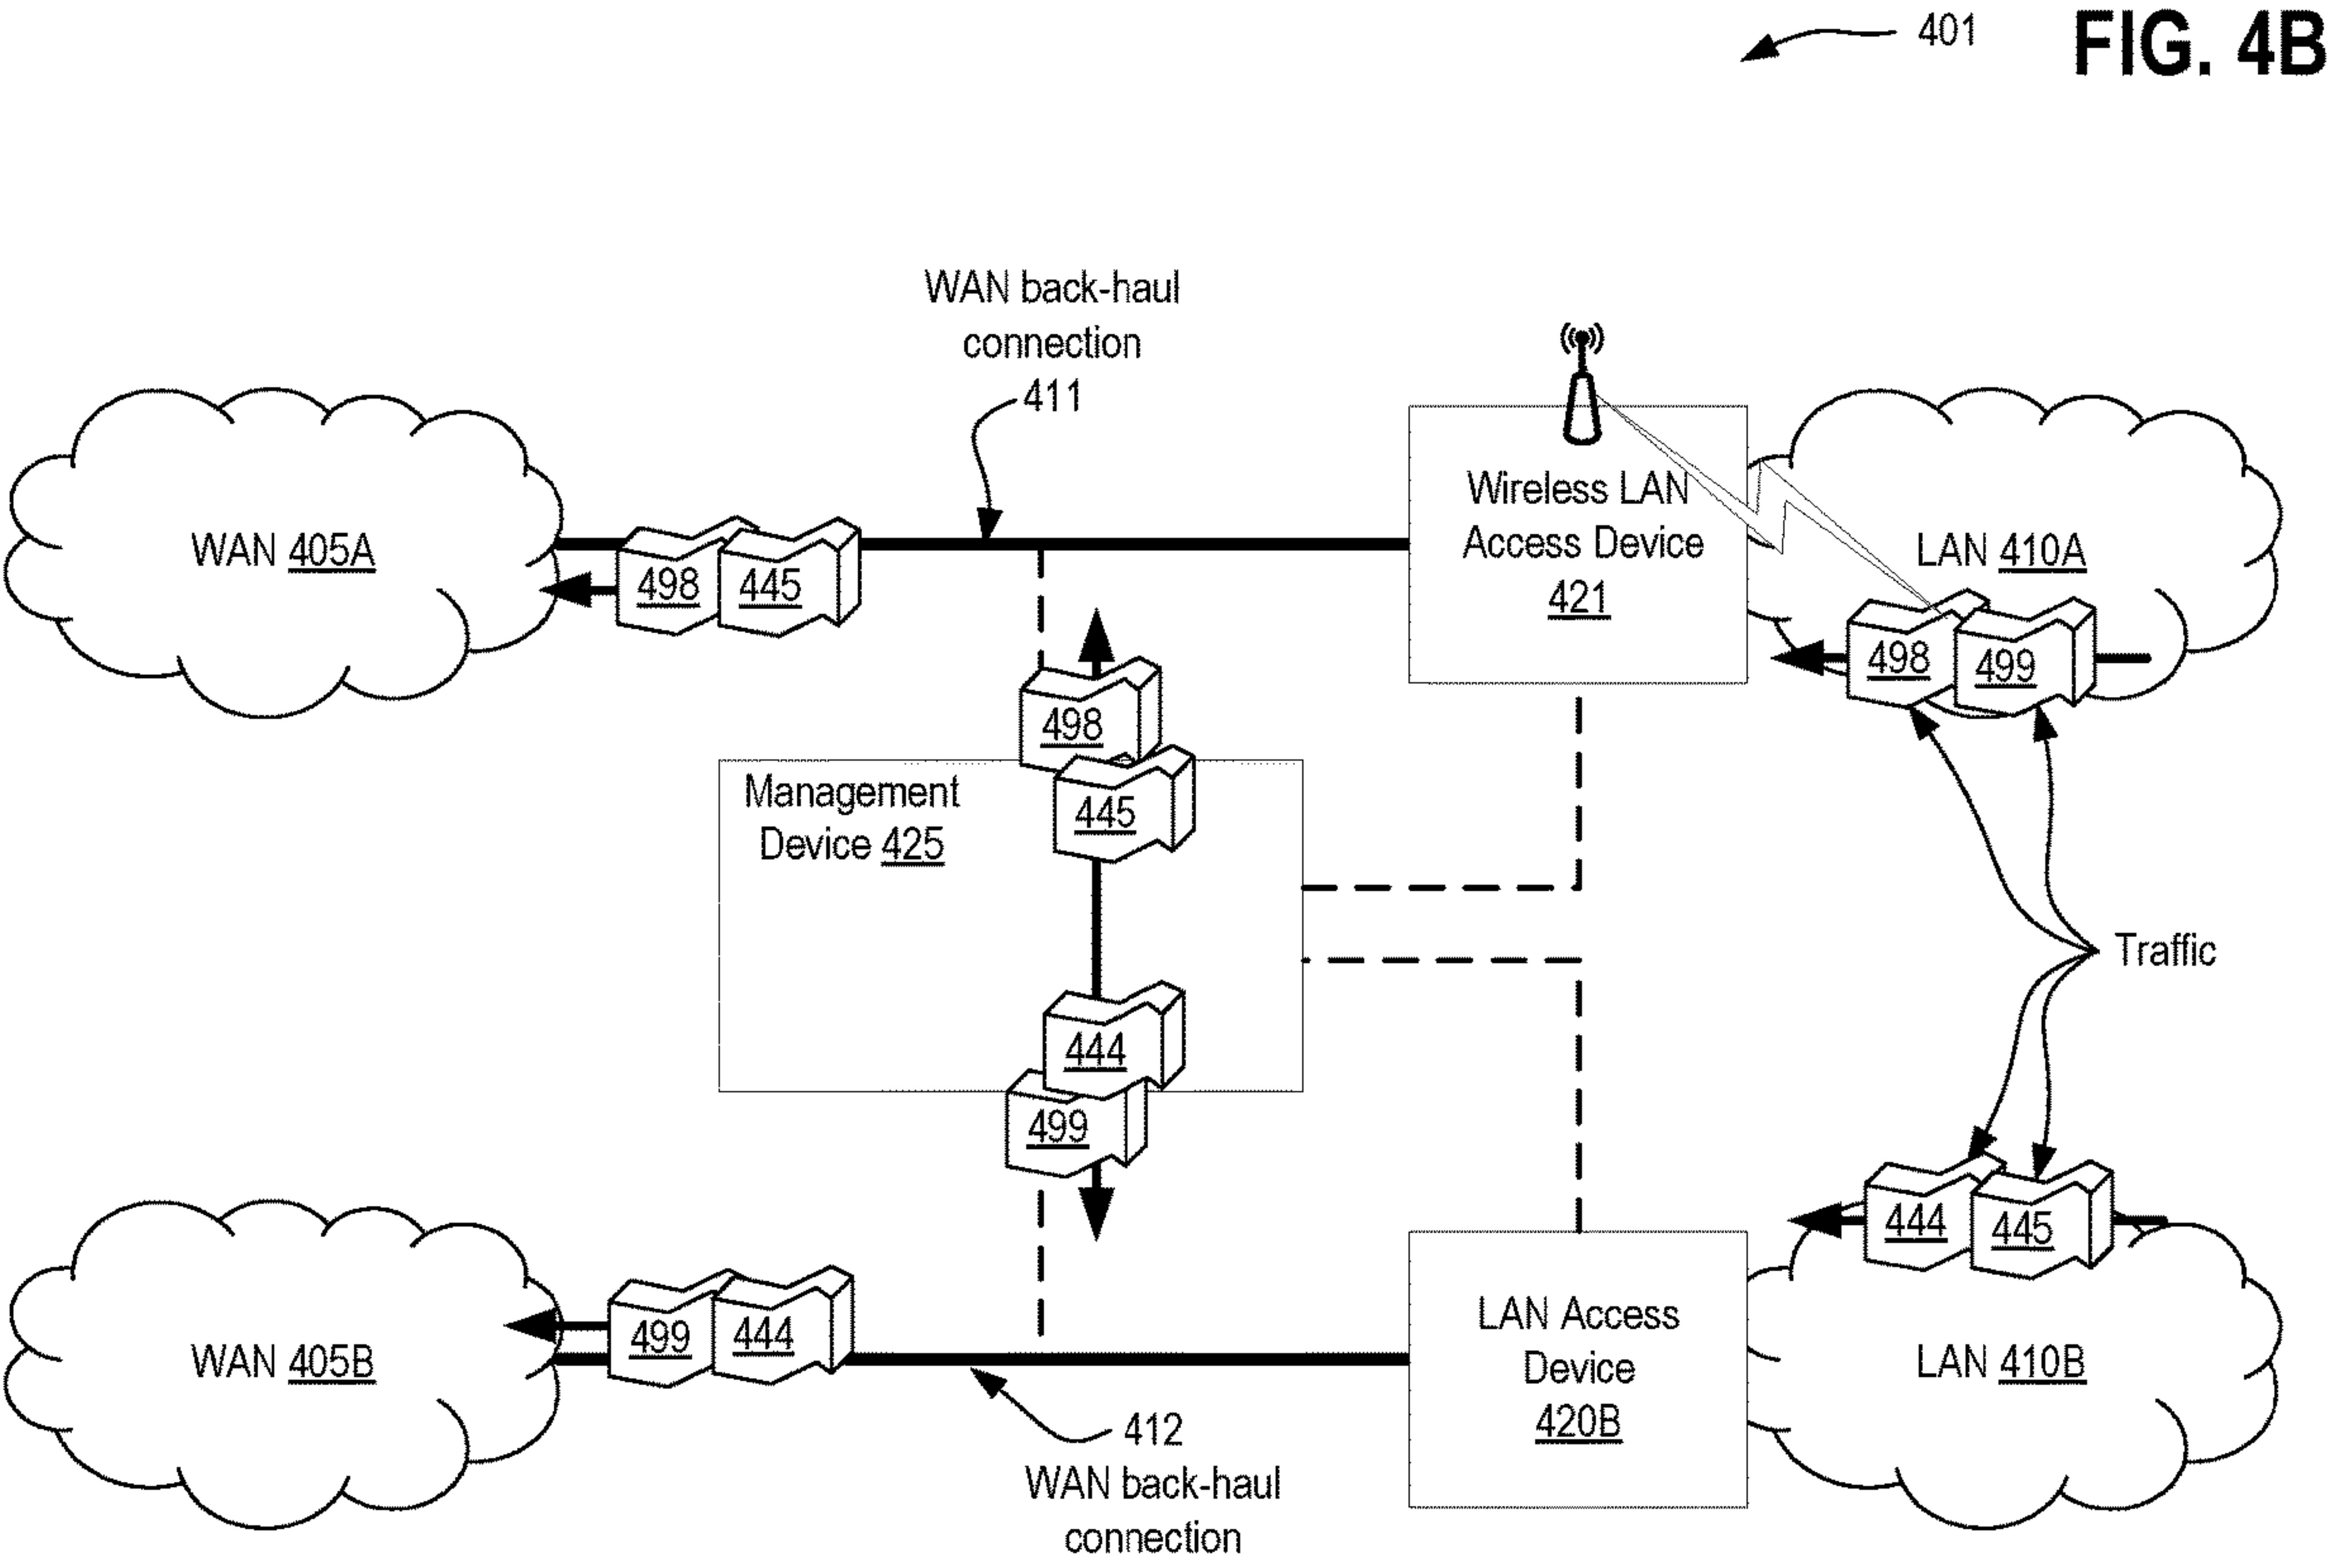 401
FIG. 4B
WAN back-haul
connection
411
WAN 405A
498
445
Wireless LAN
Access Device
421
LAN 410A
498
499
498
445
Management
Device 425
444
499
Traffic
444
445
WAN 405B
499
444
LAN Access
Device
420B
LAN 410B
412
WAN back-haul
connection